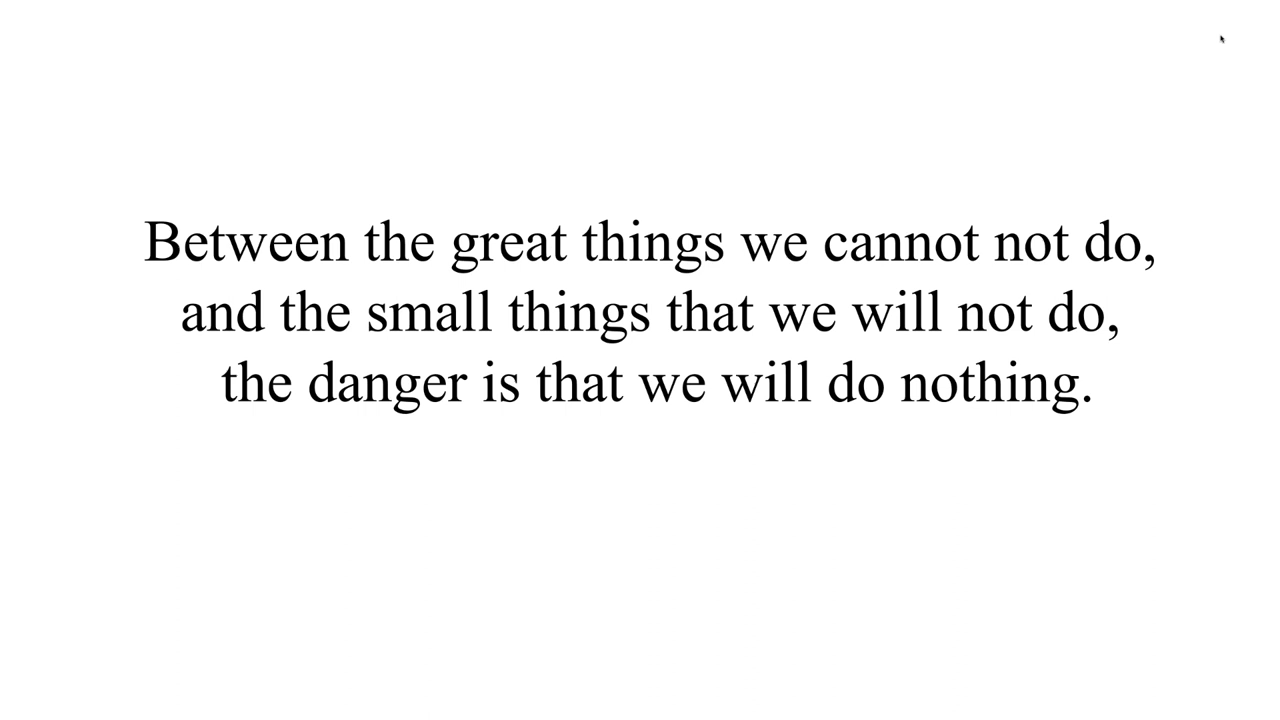 Between the great things we cannot not do,
and the small things that we will not do,
the danger is that we will do nothing.